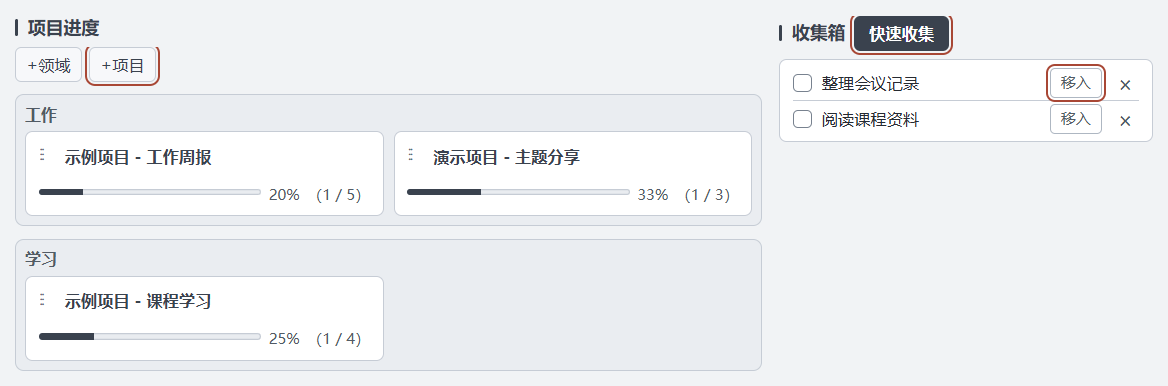 项目进度
+领域 +项目
工作
示例项目 - 工作周报
20% (1 / 5)
演示项目 - 主题分享
33% (1 / 3)
学习
示例项目 - 课程学习
25% (1 / 4)
收集箱 快速收集
整理会议记录 移入 ×
阅读课程资料 移入 ×